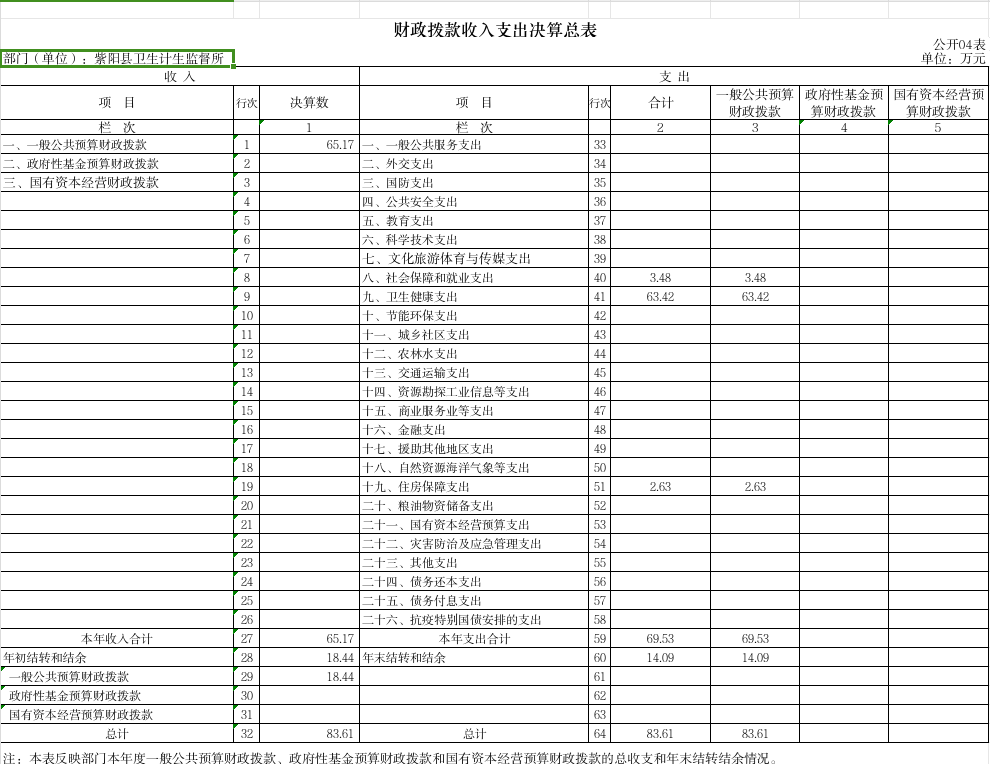 财政拨款收入支出决算总表
公开04表
部门（单位）：紫阳县卫生计生监督所 单位：万元
收 入 支 出
项 目 行次 决算数 项 目 行次 合计 一般公共预算财政拨款 政府性基金预算财政拨款 国有资本经营预算财政拨款
栏 次 1 栏 次 2 3 4 5
一、一般公共预算财政拨款 1 65.17 一、一般公共服务支出 33
二、政府性基金预算财政拨款 2 二、外交支出 34
三、国有资本经营财政拨款 3 三、国防支出 35
4 四、公共安全支出 36
5 五、教育支出 37
6 六、科学技术支出 38
7 七、文化旅游体育与传媒支出 39
8 八、社会保障和就业支出 40 3.48 3.48
9 九、卫生健康支出 41 63.42 63.42
10 十、节能环保支出 42
11 十一、城乡社区支出 43
12 十二、农林水支出 44
13 十三、交通运输支出 45
14 十四、资源勘探工业信息等支出 46
15 十五、商业服务业等支出 47
16 十六、金融支出 48
17 十七、援助其他地区支出 49
18 十八、自然资源海洋气象等支出 50
19 十九、住房保障支出 51 2.63 2.63
20 二十、粮油物资储备支出 52
21 二十一、国有资本经营预算支出 53
22 二十二、灾害防治及应急管理支出 54
23 二十三、其他支出 55
24 二十四、债务还本支出 56
25 二十五、债务付息支出 57
26 二十六、抗疫特别国债安排的支出 58
本年收入合计 27 65.17 本年支出合计 59 69.53 69.53
年初结转和结余 28 18.44 年末结转和结余 60 14.09 14.09
一般公共预算财政拨款 29 18.44 61
政府性基金预算财政拨款 30 62
国有资本经营预算财政拨款 31 63
总计 32 83.61 总计 64 83.61 83.61
注：本表反映部门本年度一般公共预算财政拨款、政府性基金预算财政拨款和国有资本经营预算财政拨款的总收支和年末结转结余情况。